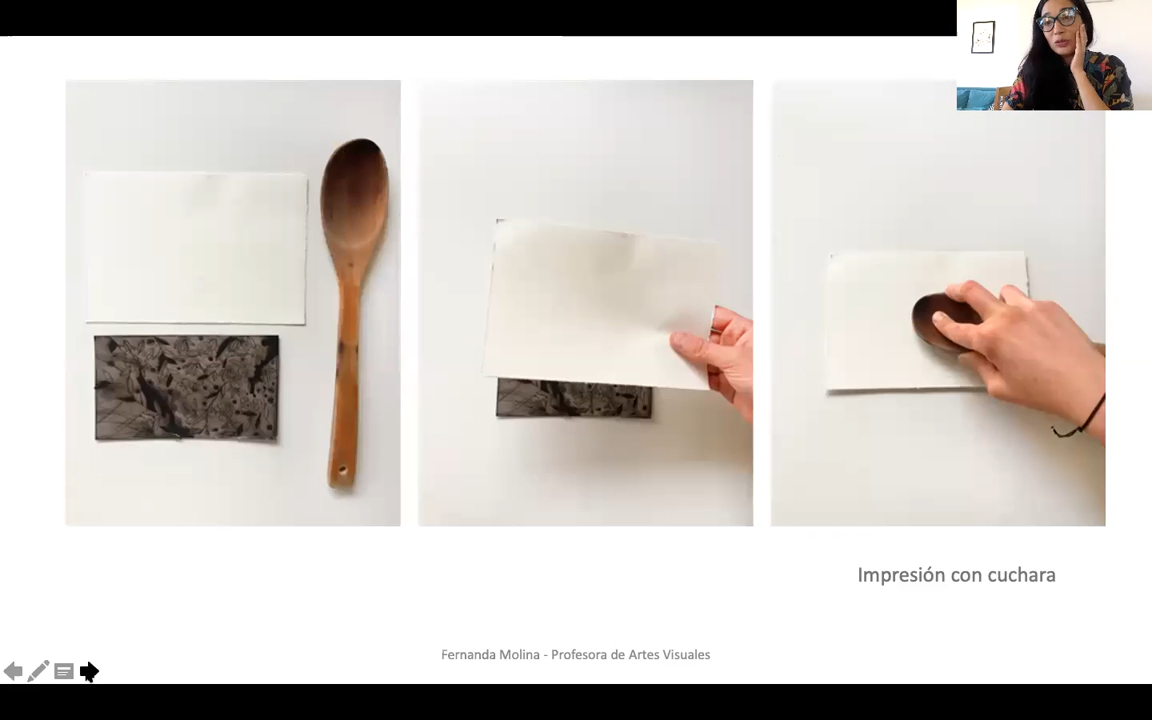 Impresión con cuchara
Fernanda Molina - Profesora de Artes Visuales